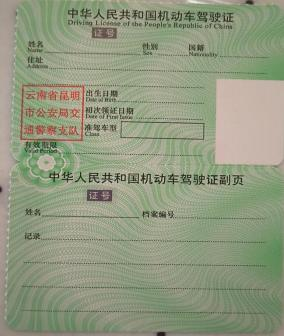 中华人民共和国机动车驾驶证
Driving License of the People's Republic of China
证号
姓名 性别 国籍
Name Sex Nationality
住址
Address
云南省昆明
市公安局交
通警察支队
出生日期
Date of Birth
初次领证日期
Date of First Issue
准驾车型
Class
有效期限
Valid Period
中华人民共和国机动车驾驶证副页
证号
姓名 档案编号
记录